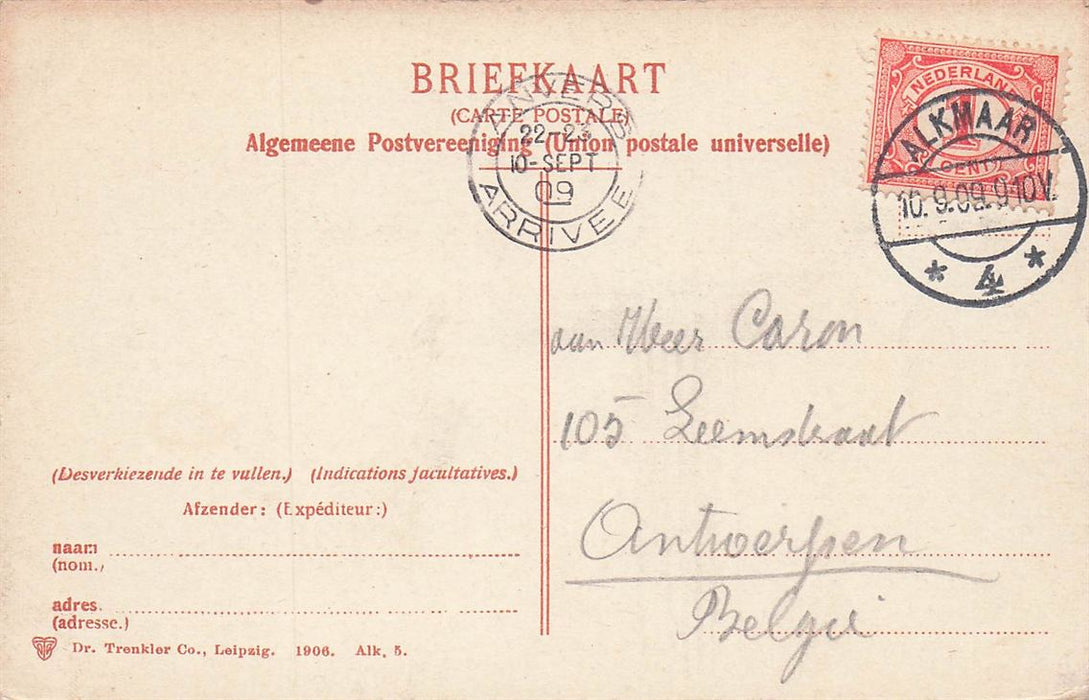 BRIEFKAART
(CARTE POSTALE)
Algemeene Postvereeniging (Union postale universelle)
NEDERLAND
1
CENT
ALKMAAR
10.9.09.9 10V.
* 4 *
ANVERS
22-23
10-SEPT
09
ARRIVEE
aan Heer Caron
105 Leemstraat
Antwerpen
België
(Desverkiezende in te vullen.) (Indications facultatives.)
Afzender: (Expéditeur:)
naam
(nom.)
adres.
(adresse.)
Dr. Trenkler Co., Leipzig. 1906. Alk. 5.